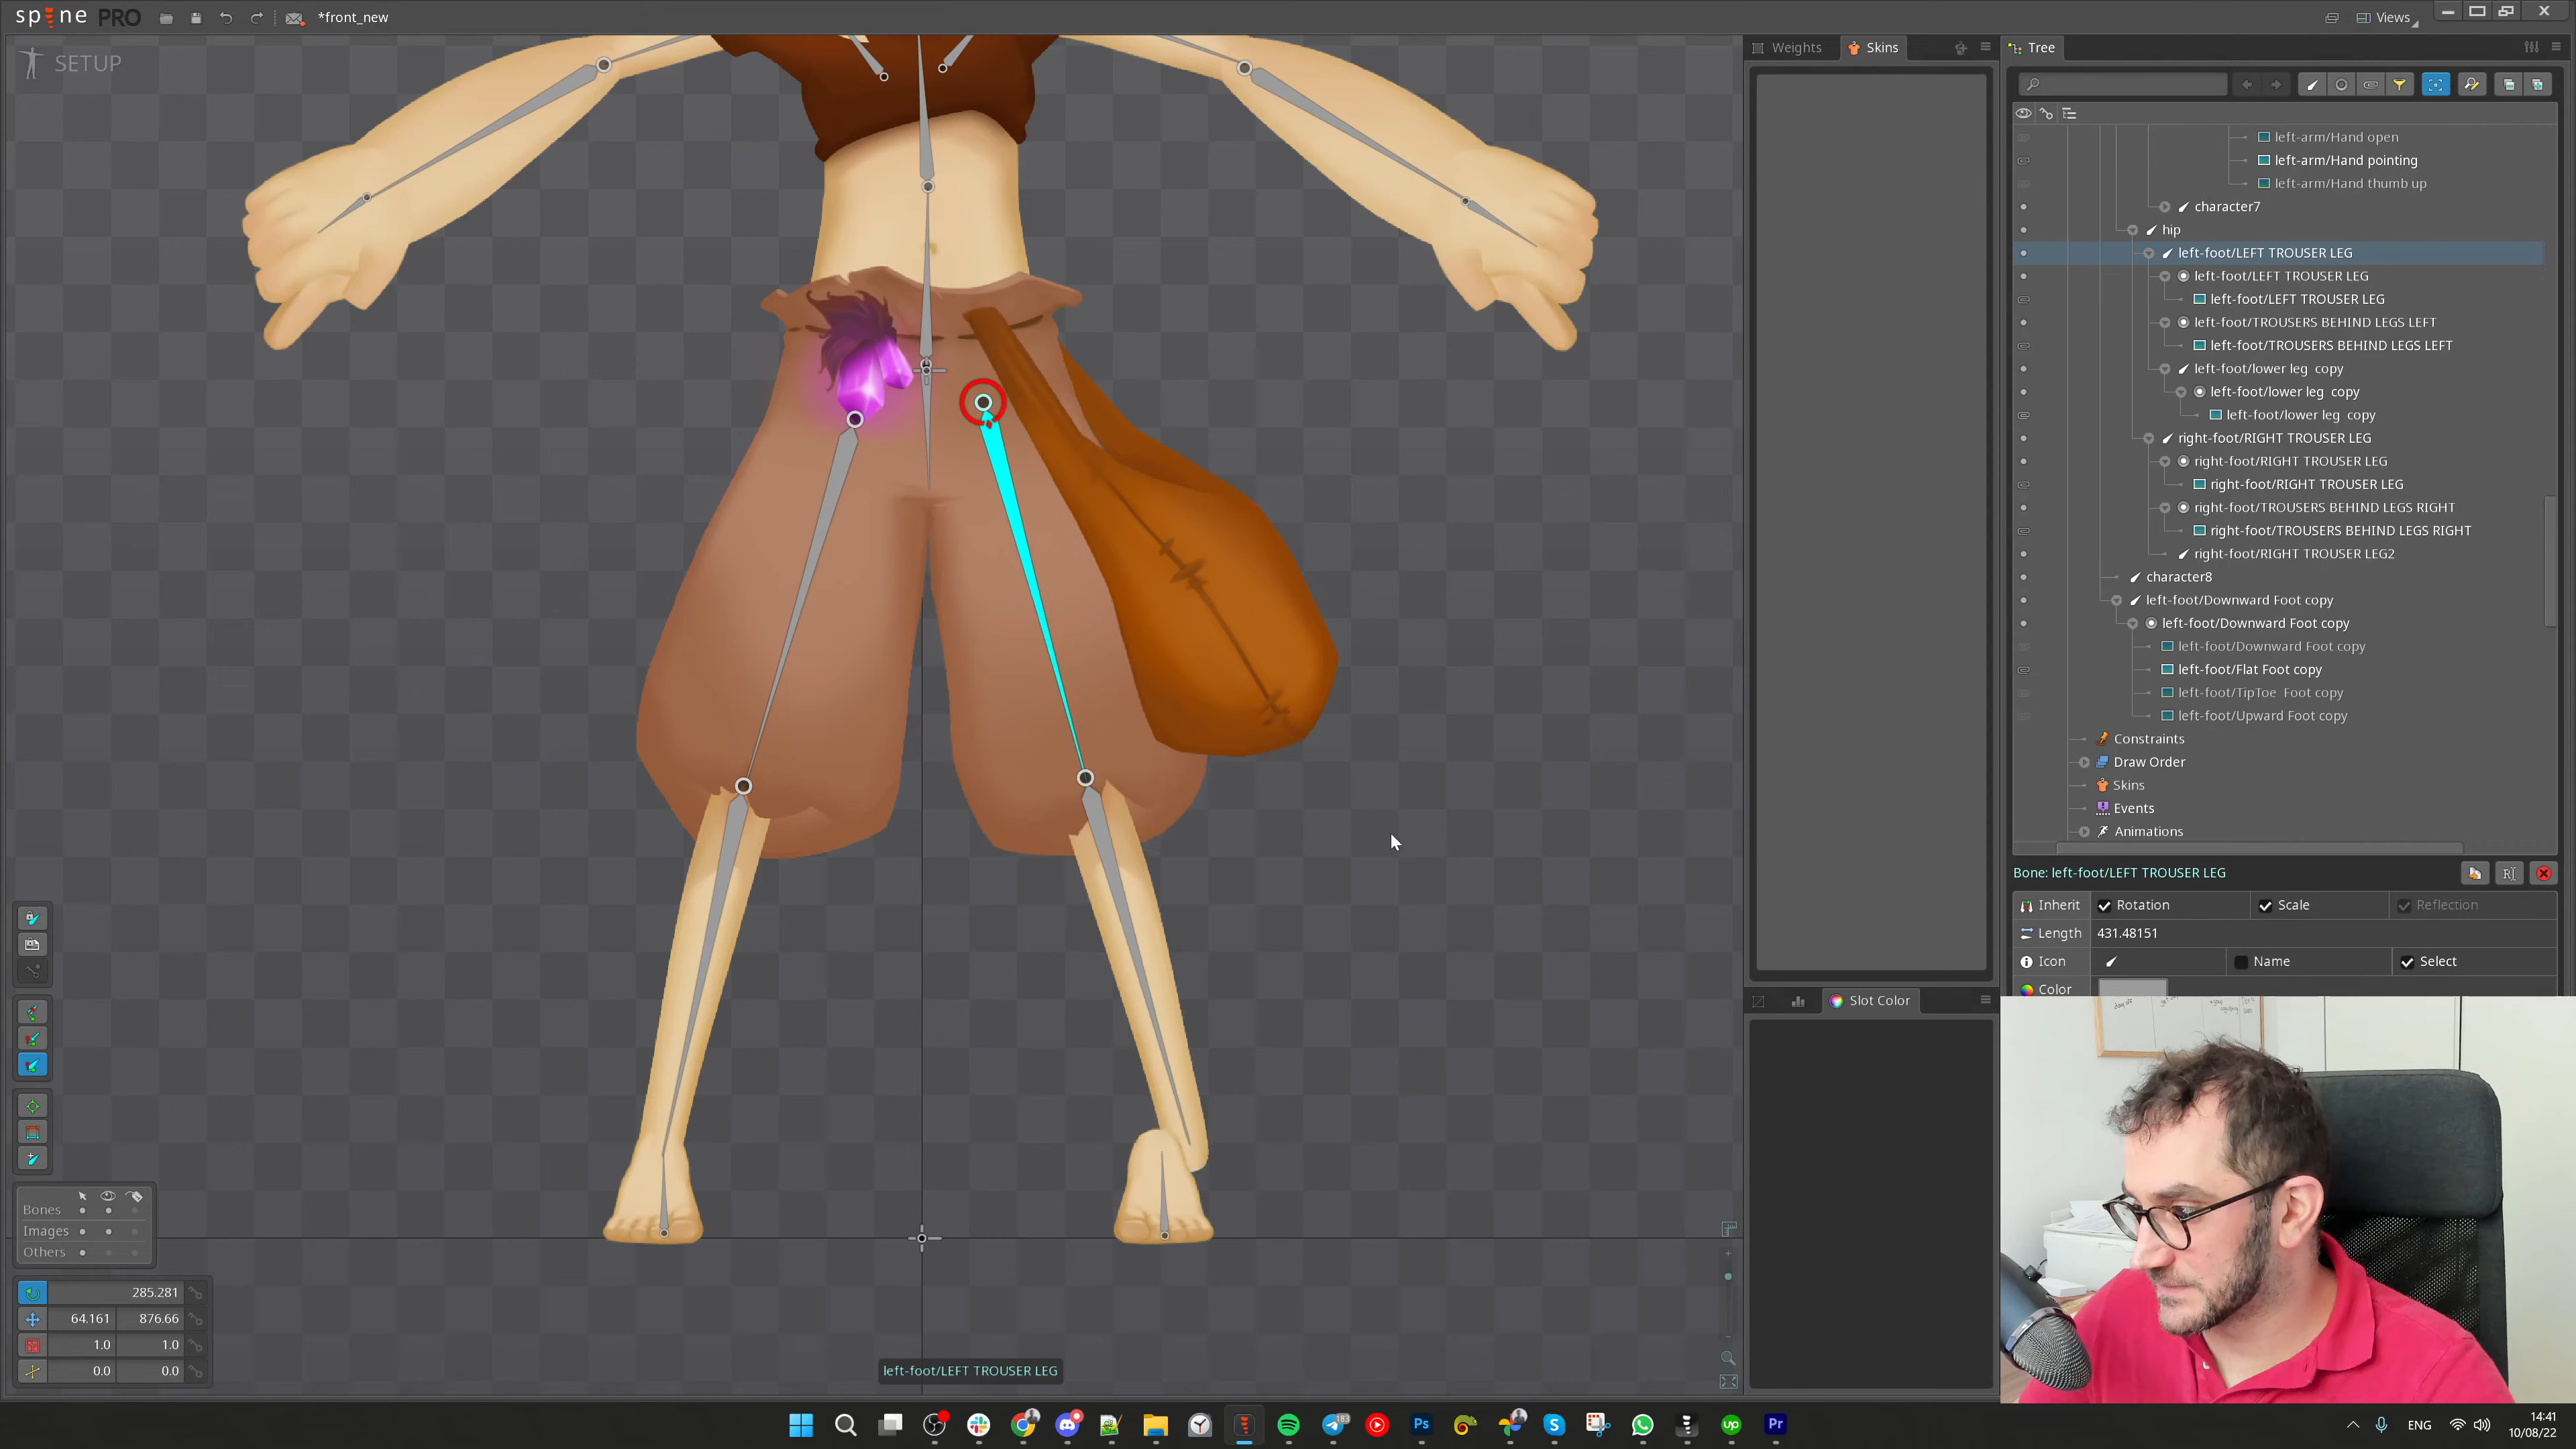 spine PRO
*front_new
Views
SETUP
Weights
Skins
Tree
left-arm/Hand open
left-arm/Hand pointing
left-arm/Hand thumb up
character7
hip
left-foot/LEFT TROUSER LEG
left-foot/LEFT TROUSER LEG
left-foot/LEFT TROUSER LEG
left-foot/TROUSERS BEHIND LEGS LEFT
left-foot/TROUSERS BEHIND LEGS LEFT
left-foot/lower leg  copy
left-foot/lower leg  copy
left-foot/lower leg  copy
right-foot/RIGHT TROUSER LEG
right-foot/RIGHT TROUSER LEG
right-foot/RIGHT TROUSER LEG
right-foot/TROUSERS BEHIND LEGS RIGHT
right-foot/TROUSERS BEHIND LEGS RIGHT
right-foot/RIGHT TROUSER LEG2
character8
left-foot/Downward Foot copy
left-foot/Downward Foot copy
left-foot/Downward Foot copy
left-foot/Flat Foot copy
left-foot/TipToe  Foot copy
left-foot/Upward Foot copy
Constraints
Draw Order
Skins
Events
Animations
Bone: left-foot/LEFT TROUSER LEG
Inherit Rotation Scale Reflection
Length 431.48151
Icon Name Select
Color
Slot Color
Bones
Images
Others
285.281
64.161 876.66
1.0 1.0
0.0 0.0
left-foot/LEFT TROUSER LEG
183
Ps
up
Pr
ENG
14:41
10/08/22